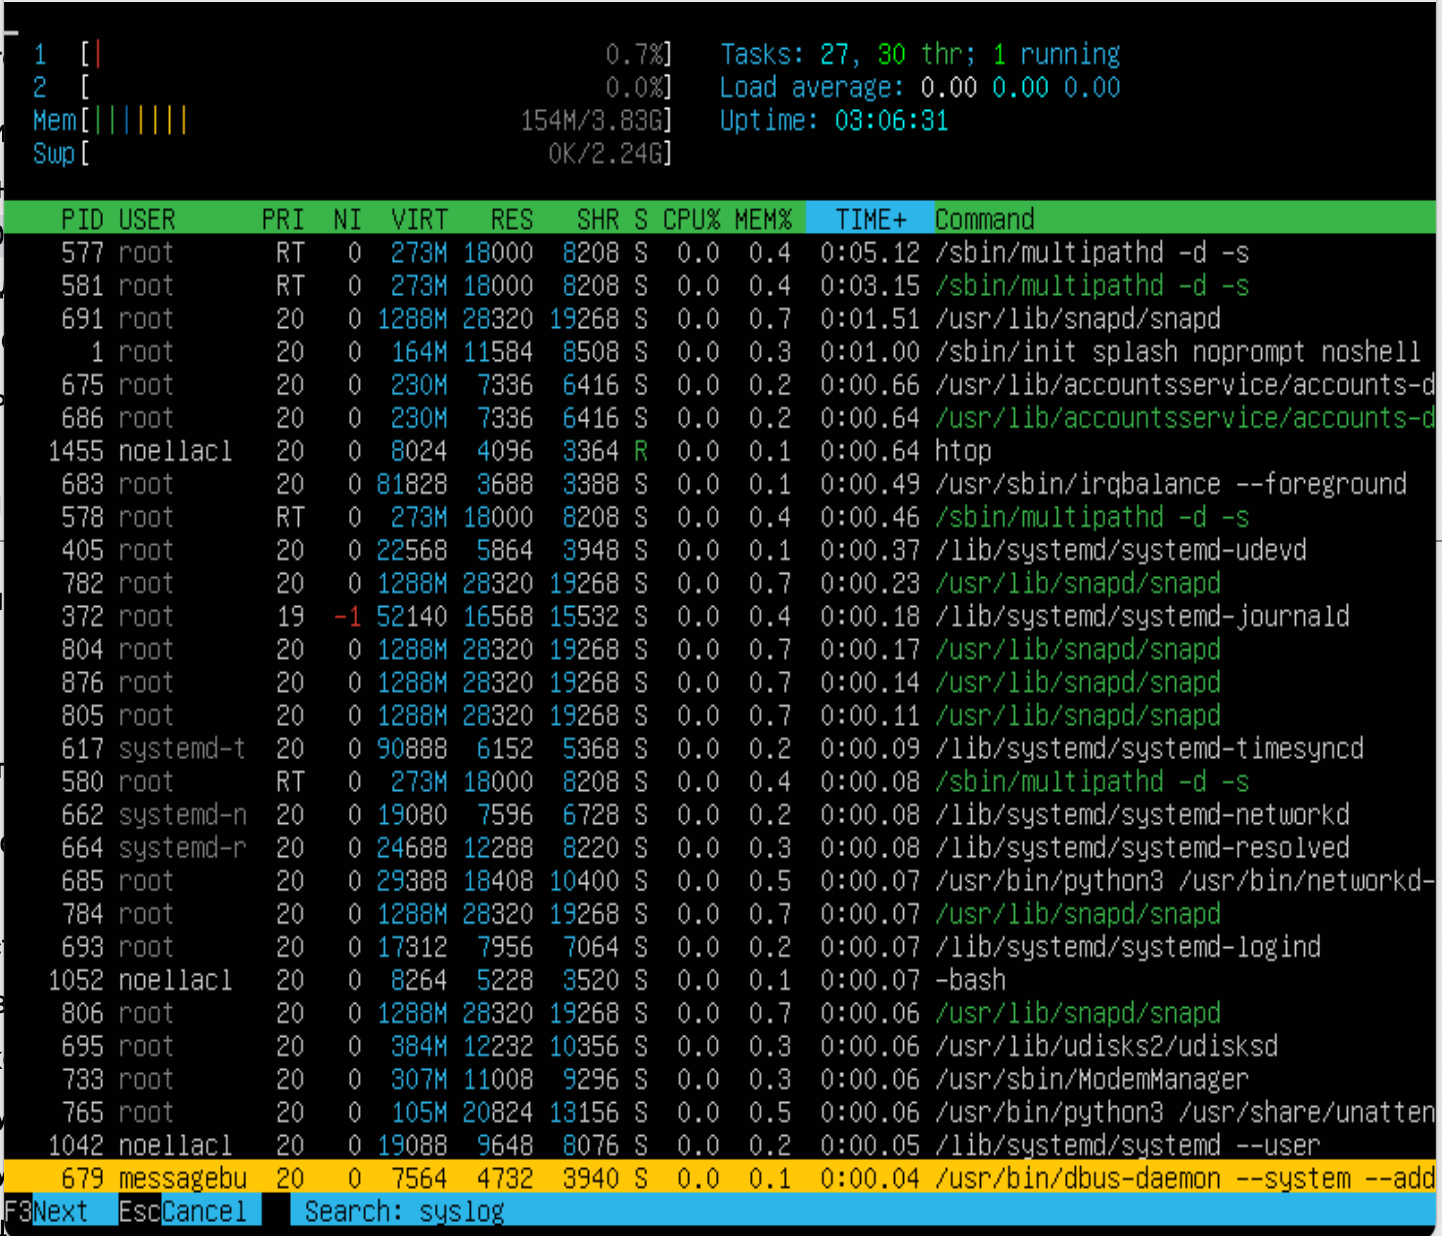 1 [| 0.7%] Tasks: 27, 30 thr; 1 running
2 [ 0.0%] Load average: 0.00 0.00 0.00
Mem[||||||| 154M/3.83G] Uptime: 03:06:31
Swp[ 0K/2.24G]
PID USER PRI NI VIRT RES SHR S CPU% MEM% TIME+ Command
577 root RT 0 273M 18000 8208 S 0.0 0.4 0:05.12 /sbin/multipathd -d -s
581 root RT 0 273M 18000 8208 S 0.0 0.4 0:03.15 /sbin/multipathd -d -s
691 root 20 0 1288M 28320 19268 S 0.0 0.7 0:01.51 /usr/lib/snapd/snapd
1 root 20 0 164M 11584 8508 S 0.0 0.3 0:01.00 /sbin/init splash noprompt noshell
675 root 20 0 230M 7336 6416 S 0.0 0.2 0:00.66 /usr/lib/accountsservice/accounts-d
686 root 20 0 230M 7336 6416 S 0.0 0.2 0:00.64 /usr/lib/accountsservice/accounts-d
1455 noellacl 20 0 8024 4096 3364 R 0.0 0.1 0:00.64 htop
683 root 20 0 81828 3688 3388 S 0.0 0.1 0:00.49 /usr/sbin/irqbalance --foreground
578 root RT 0 273M 18000 8208 S 0.0 0.4 0:00.46 /sbin/multipathd -d -s
405 root 20 0 22568 5864 3948 S 0.0 0.1 0:00.37 /lib/systemd/systemd-udevd
782 root 20 0 1288M 28320 19268 S 0.0 0.7 0:00.23 /usr/lib/snapd/snapd
372 root 19 -1 52140 16568 15532 S 0.0 0.4 0:00.18 /lib/systemd/systemd-journald
804 root 20 0 1288M 28320 19268 S 0.0 0.7 0:00.17 /usr/lib/snapd/snapd
876 root 20 0 1288M 28320 19268 S 0.0 0.7 0:00.14 /usr/lib/snapd/snapd
805 root 20 0 1288M 28320 19268 S 0.0 0.7 0:00.11 /usr/lib/snapd/snapd
617 systemd-t 20 0 90888 6152 5368 S 0.0 0.2 0:00.09 /lib/systemd/systemd-timesyncd
580 root RT 0 273M 18000 8208 S 0.0 0.4 0:00.08 /sbin/multipathd -d -s
662 systemd-n 20 0 19080 7596 6728 S 0.0 0.2 0:00.08 /lib/systemd/systemd-networkd
664 systemd-r 20 0 24688 12288 8220 S 0.0 0.3 0:00.08 /lib/systemd/systemd-resolved
685 root 20 0 29388 18408 10400 S 0.0 0.5 0:00.07 /usr/bin/python3 /usr/bin/networkd-
784 root 20 0 1288M 28320 19268 S 0.0 0.7 0:00.07 /usr/lib/snapd/snapd
693 root 20 0 17312 7956 7064 S 0.0 0.2 0:00.07 /lib/systemd/systemd-logind
1052 noellacl 20 0 8264 5228 3520 S 0.0 0.1 0:00.07 -bash
806 root 20 0 1288M 28320 19268 S 0.0 0.7 0:00.06 /usr/lib/snapd/snapd
695 root 20 0 384M 12232 10356 S 0.0 0.3 0:00.06 /usr/lib/udisks2/udisksd
733 root 20 0 307M 11008 9296 S 0.0 0.3 0:00.06 /usr/sbin/ModemManager
765 root 20 0 105M 20824 13156 S 0.0 0.5 0:00.06 /usr/bin/python3 /usr/share/unatten
1042 noellacl 20 0 19088 9648 8076 S 0.0 0.2 0:00.05 /lib/systemd/systemd --user
679 messagebu 20 0 7564 4732 3940 S 0.0 0.1 0:00.04 /usr/bin/dbus-daemon --system --add
F3Next EscCancel Search: syslog